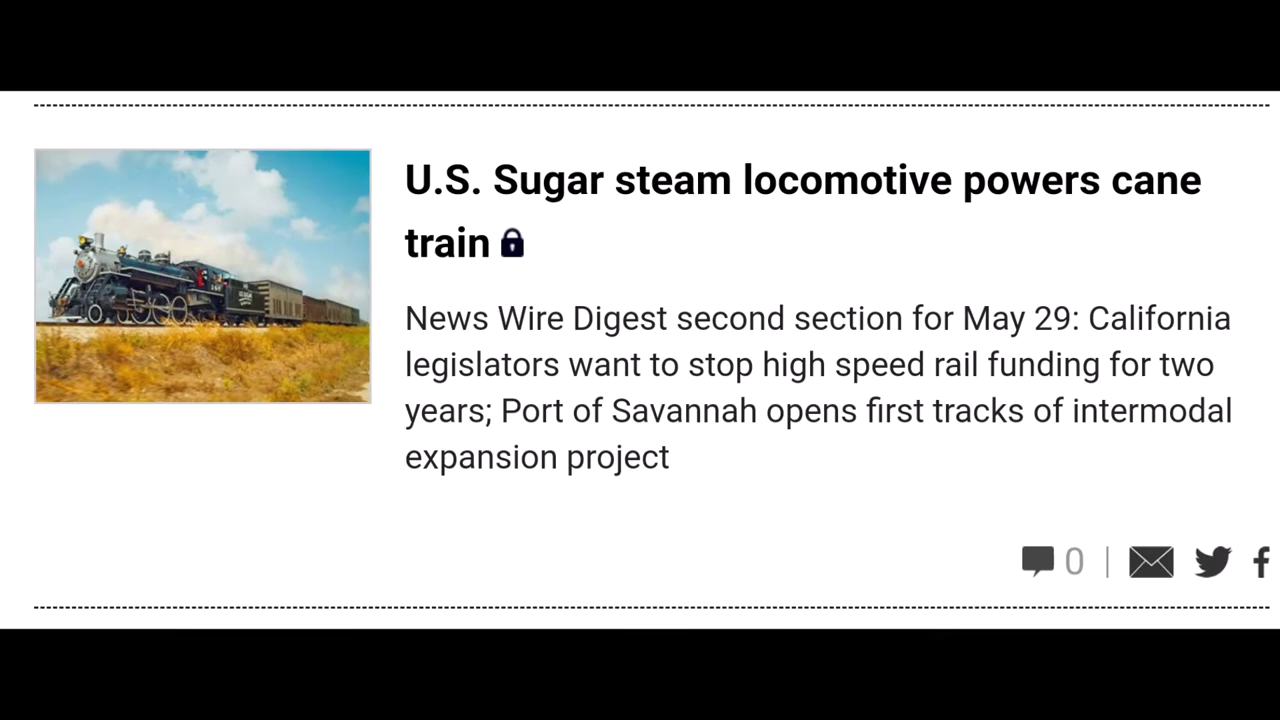 U.S. Sugar steam locomotive powers cane
train
News Wire Digest second section for May 29: California
legislators want to stop high speed rail funding for two
years; Port of Savannah opens first tracks of intermodal
expansion project
0